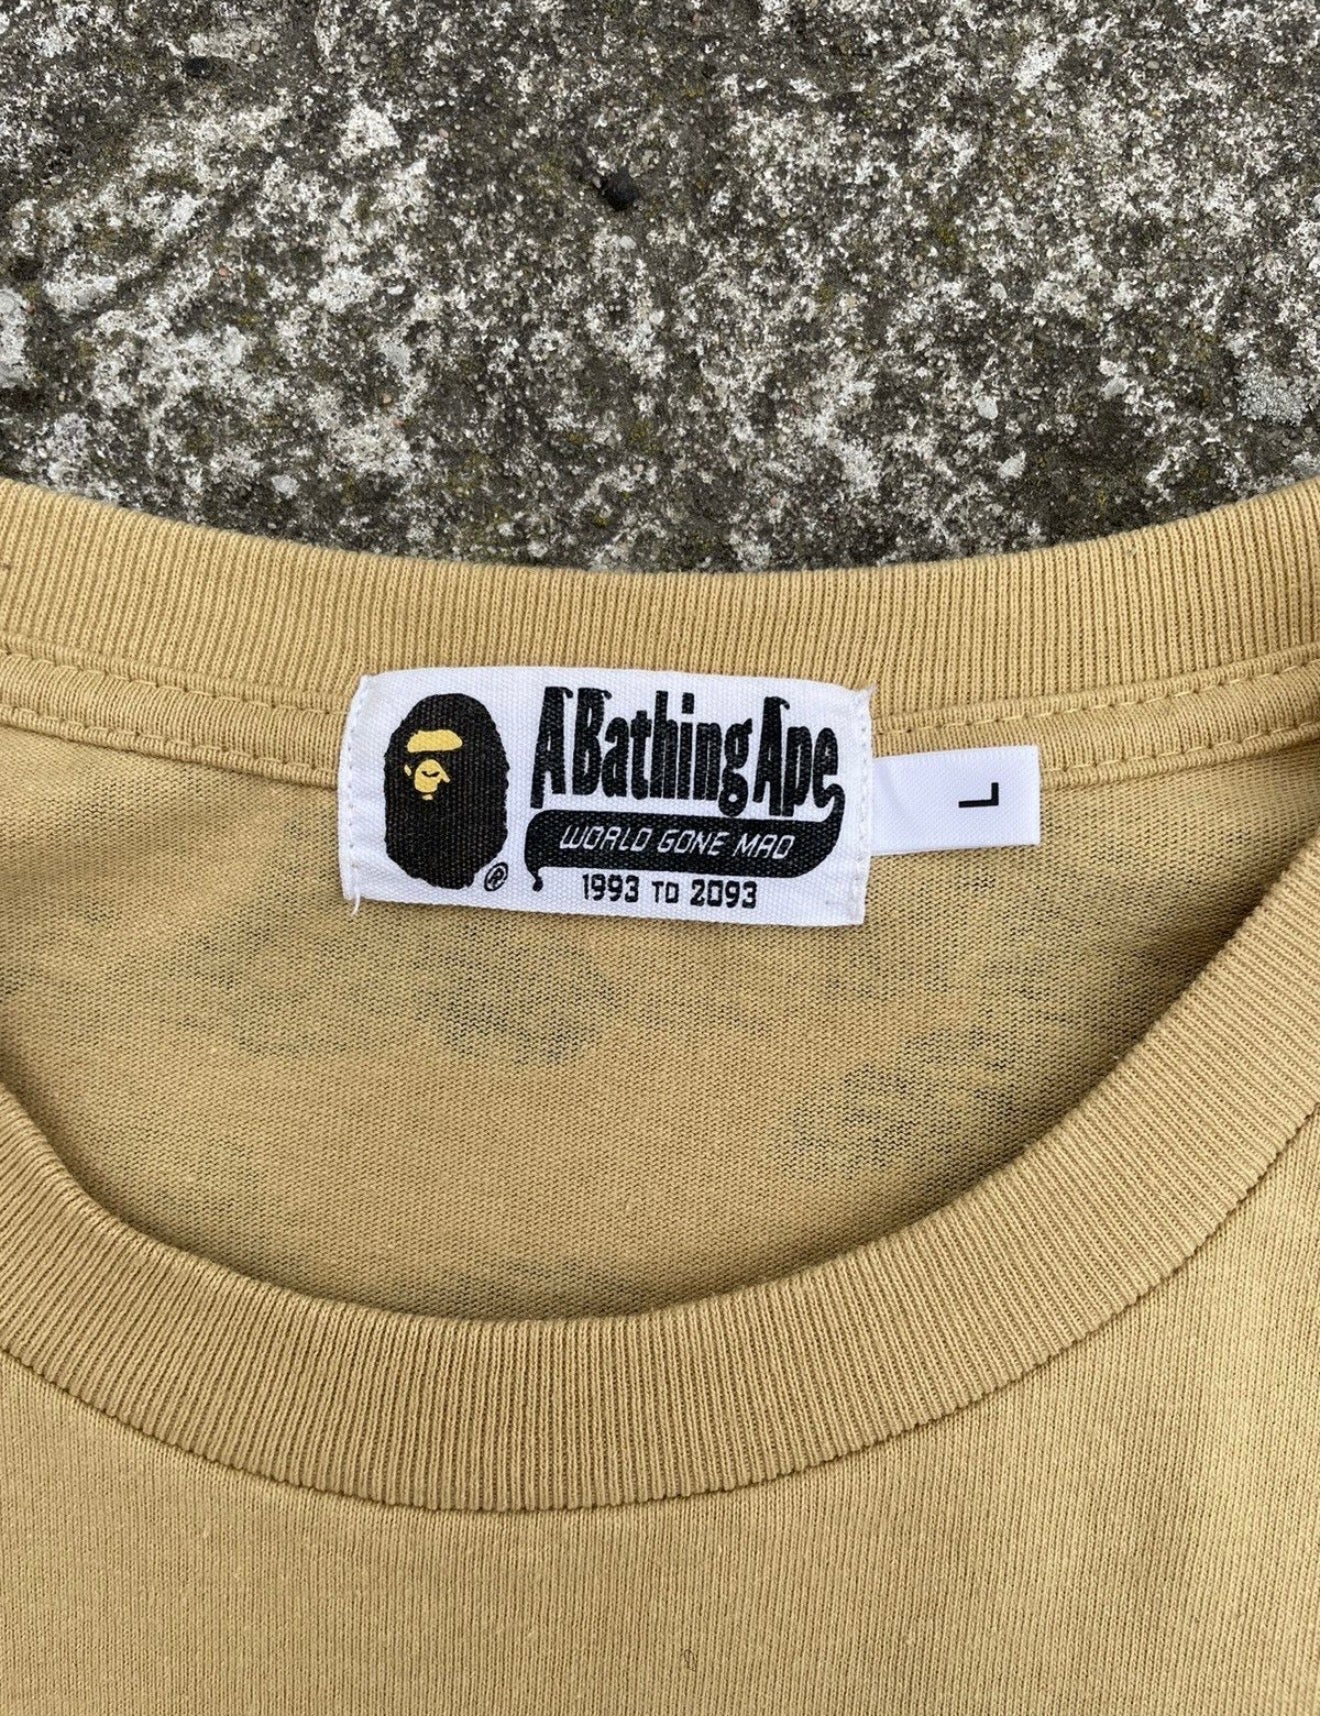 A Bathing Ape
WORLD GONE MAD
1993 TO 2093
®
L